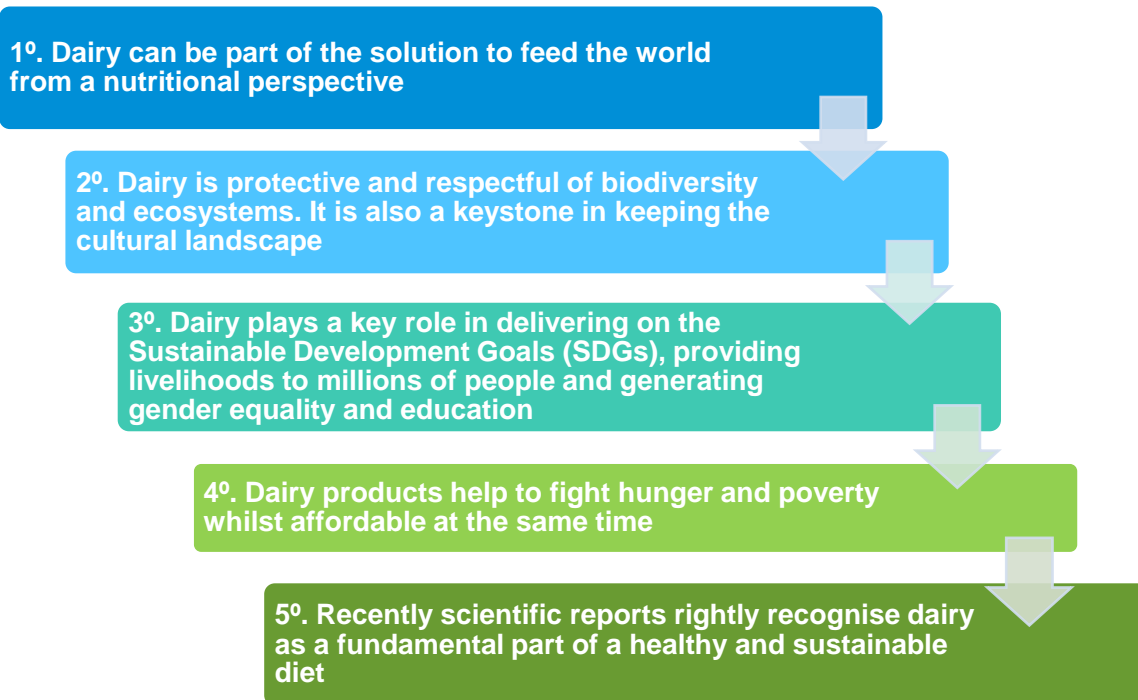 1º. Dairy can be part of the solution to feed the world
from a nutritional perspective
2º. Dairy is protective and respectful of biodiversity
and ecosystems. It is also a keystone in keeping the
cultural landscape
3º. Dairy plays a key role in delivering on the
Sustainable Development Goals (SDGs), providing
livelihoods to millions of people and generating
gender equality and education
4º. Dairy products help to fight hunger and poverty
whilst affordable at the same time
5º. Recently scientific reports rightly recognise dairy
as a fundamental part of a healthy and sustainable
diet